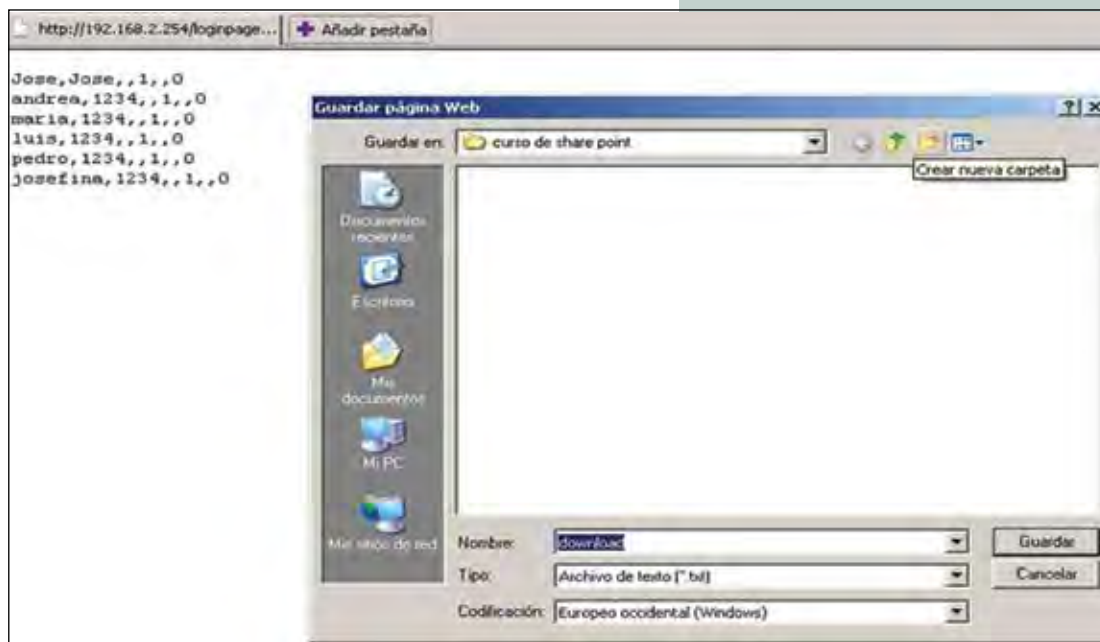 http://192.168.2.254/loginpage...
Añadir pestaña
Jose,Jose,,1,,0
andrea,1234,,1,,0
maria,1234,,1,,0
luis,1234,,1,,0
pedro,1234,,1,,0
josefina,1234,,1,,0
Guardar página Web
Guardar en:
curso de share point
Crear nueva carpeta
Documentos recientes
Escritorio
Mis documentos
Mi PC
Mis sitios de red
Nombre:
download
Guardar
Tipo:
Archivo de texto (*.txt)
Cancelar
Codificación:
Europeo occidental (Windows)